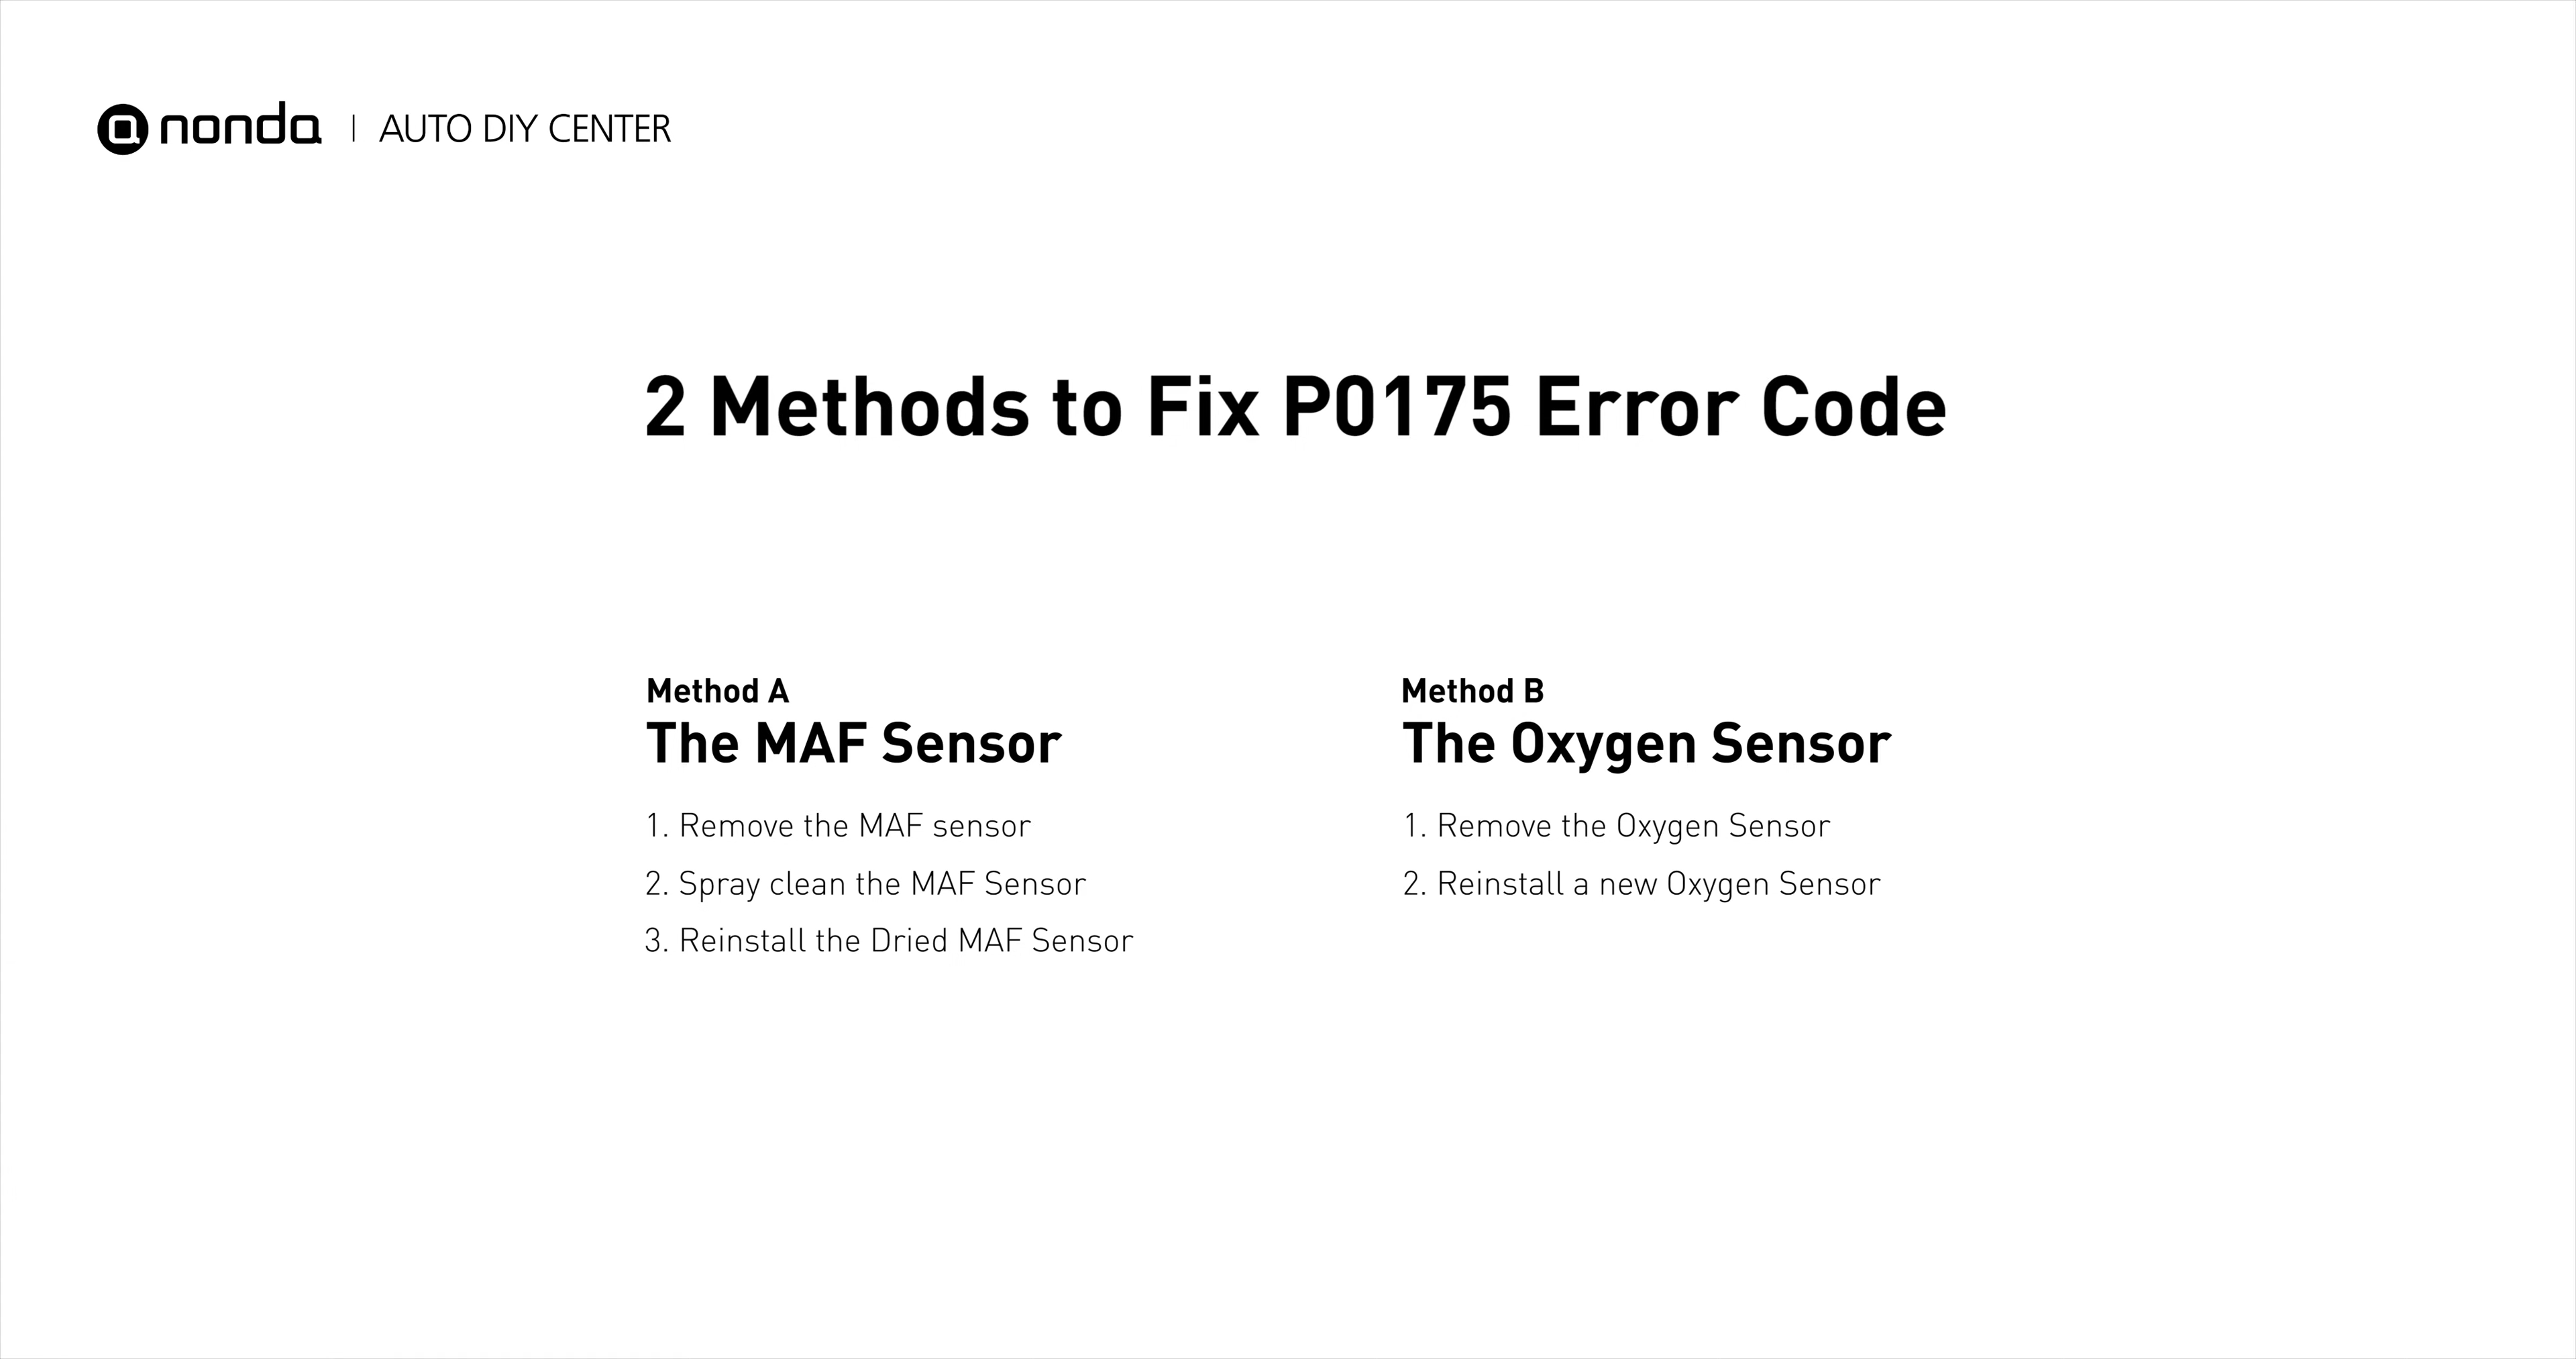 nonda | AUTO DIY CENTER
2 Methods to Fix P0175 Error Code
Method A
The MAF Sensor
1. Remove the MAF sensor
2. Spray clean the MAF Sensor
3. Reinstall the Dried MAF Sensor
Method B
The Oxygen Sensor
1. Remove the Oxygen Sensor
2. Reinstall a new Oxygen Sensor